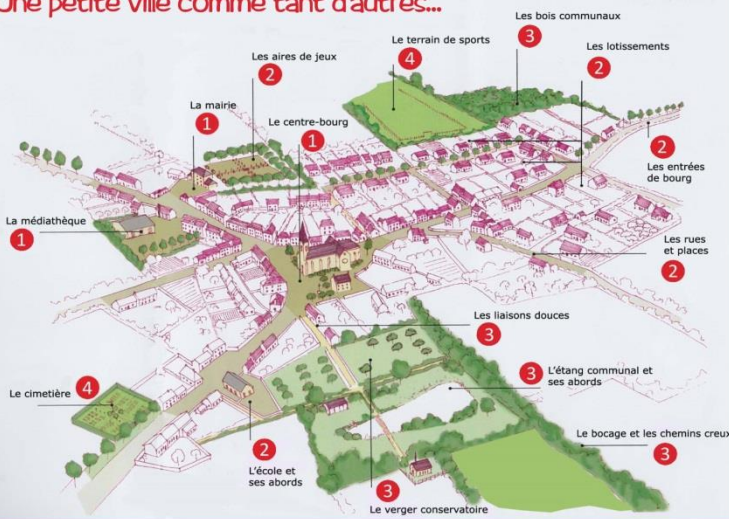 Une petite ville comme tant d'autres...
Les bois communaux
3
Le terrain de sports
4
Les lotissements
2
Les aires de jeux
2
La mairie
1
Le centre-bourg
1
2
Les entrées
de bourg
La médiathèque
1
Les rues
et places
2
Les liaisons douces
3
3
L'étang communal et
ses abords
Le cimetière
4
Le bocage et les chemins creux
3
2
L'école et
ses abords
3
Le verger conservatoire